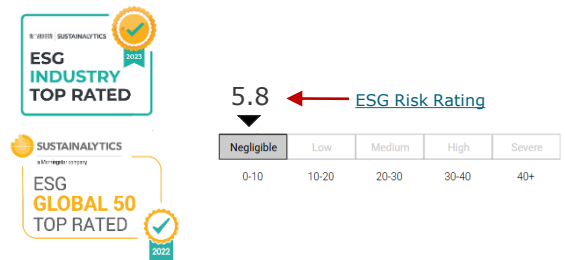 SUSTAINALYTICS
ESG
INDUSTRY
TOP RATED
2023
SUSTAINALYTICS
a Morningstar company
ESG
GLOBAL 50
TOP RATED
2022
5.8
ESG Risk Rating
Negligible Low Medium High Severe
0-10 10-20 20-30 30-40 40+